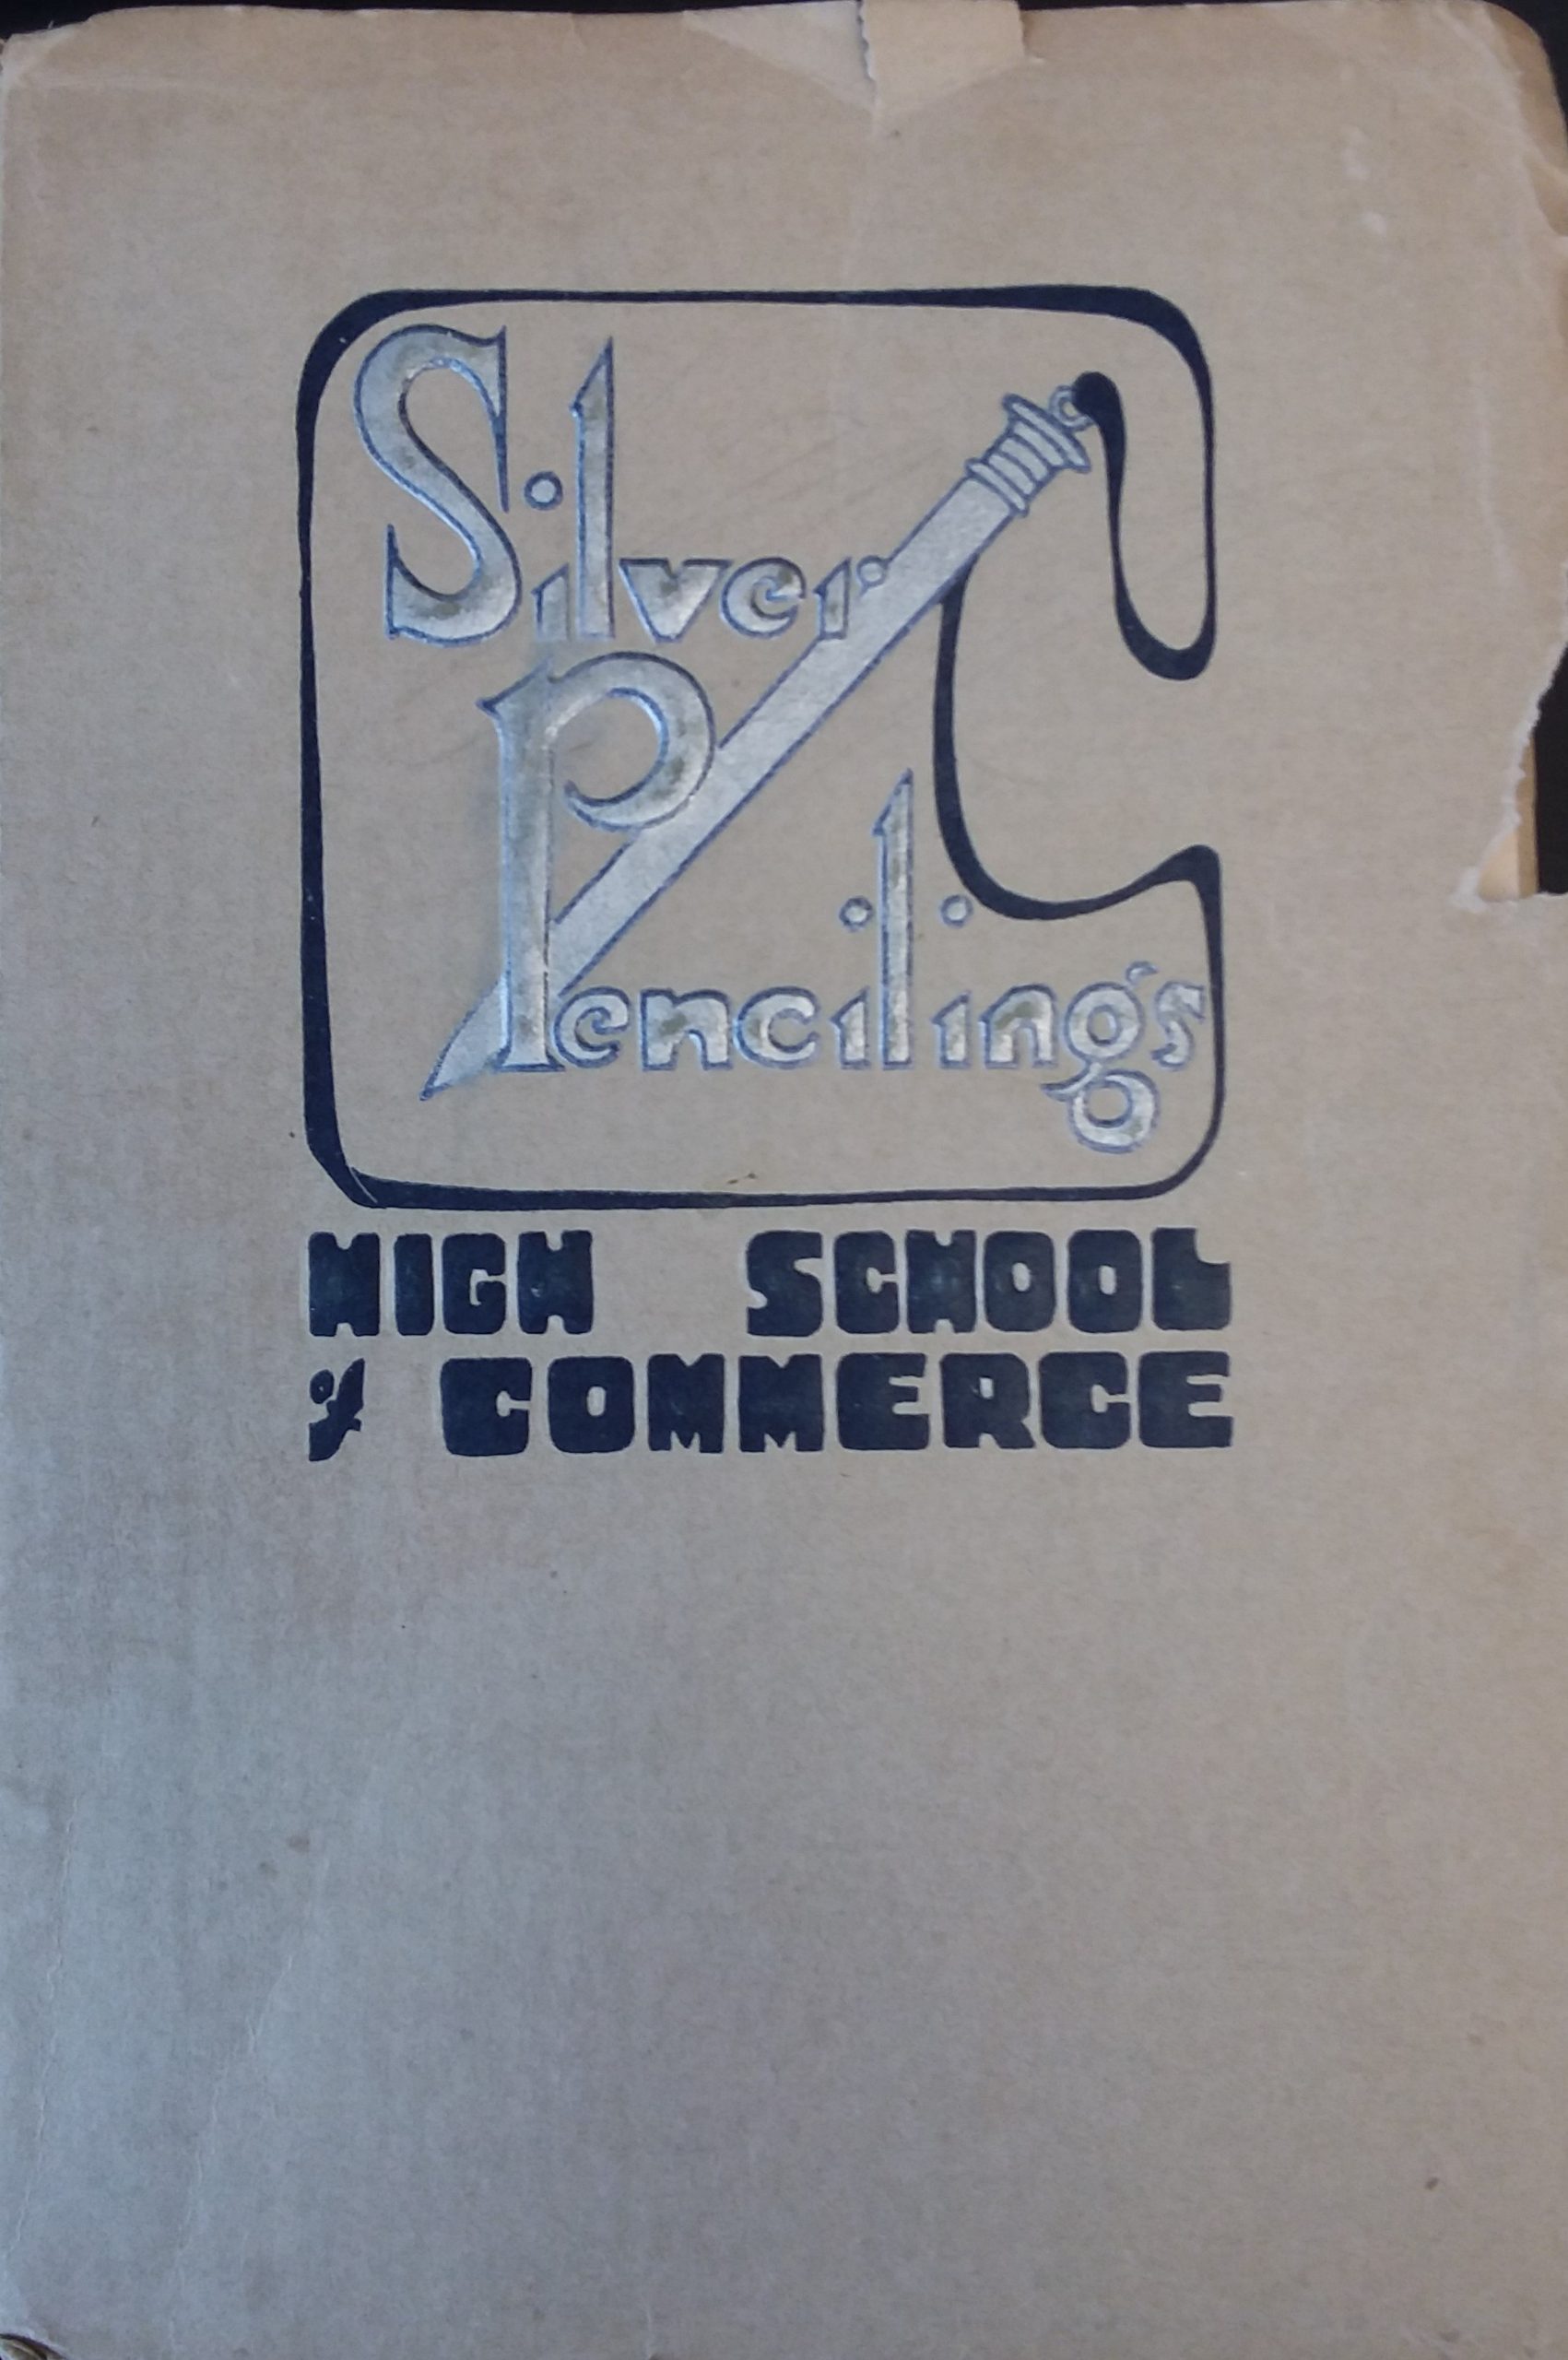 Silver
Pencilings
HIGH SCHOOL
of COMMERCE